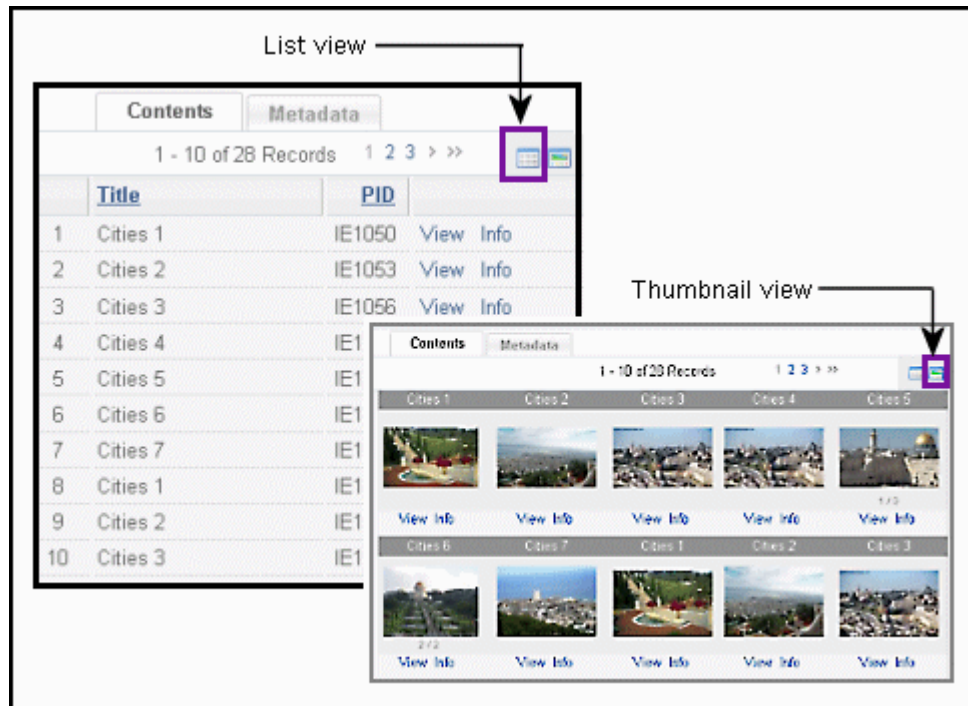 List view
Contents Metadata
1 - 10 of 28 Records 1 2 3 > >>
Title PID
1 Cities 1 IE1050 View Info
2 Cities 2 IE1053 View Info
3 Cities 3 IE1056 View Info
4 Cities 4 IE1
5 Cities 5 IE1
6 Cities 6 IE1
7 Cities 7 IE1
8 Cities 1 IE1
9 Cities 2 IE1
10 Cities 3 IE1
Thumbnail view
Contents Metadata
1 - 10 of 28 Records 1 2 3 > >>
Cities 1 Cities 2 Cities 3 Cities 4 Cities 5
View Info View Info View Info View Info View Info
Cities 6 Cities 7 Cities 1 Cities 2 Cities 3
2 / 2
View Info View Info View Info View Info View Info